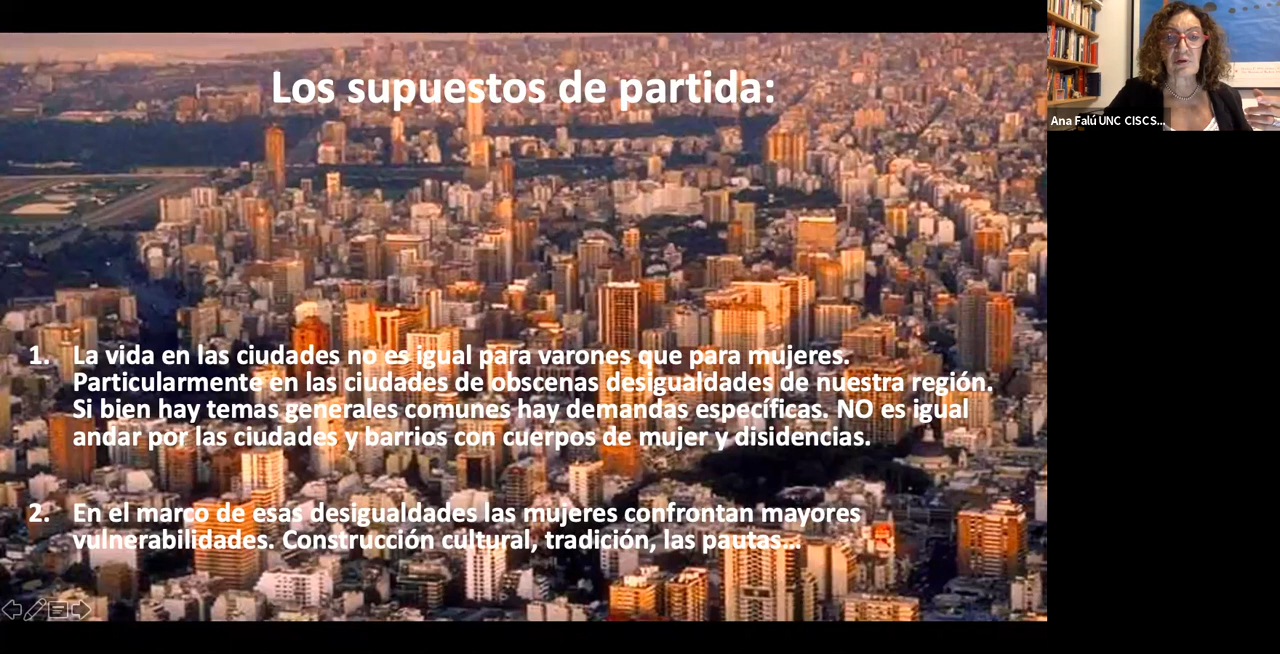 Los supuestos de partida:
Ana Falú UNC CISCS...
1. La vida en las ciudades no es igual para varones que para mujeres.
Particularmente en las ciudades de obscenas desigualdades de nuestra región.
Si bien hay temas generales comunes hay demandas específicas. NO es igual
andar por las ciudades y barrios con cuerpos de mujer y disidencias.
2. En el marco de esas desigualdades las mujeres confrontan mayores
vulnerabilidades. Construcción cultural, tradición, las pautas...